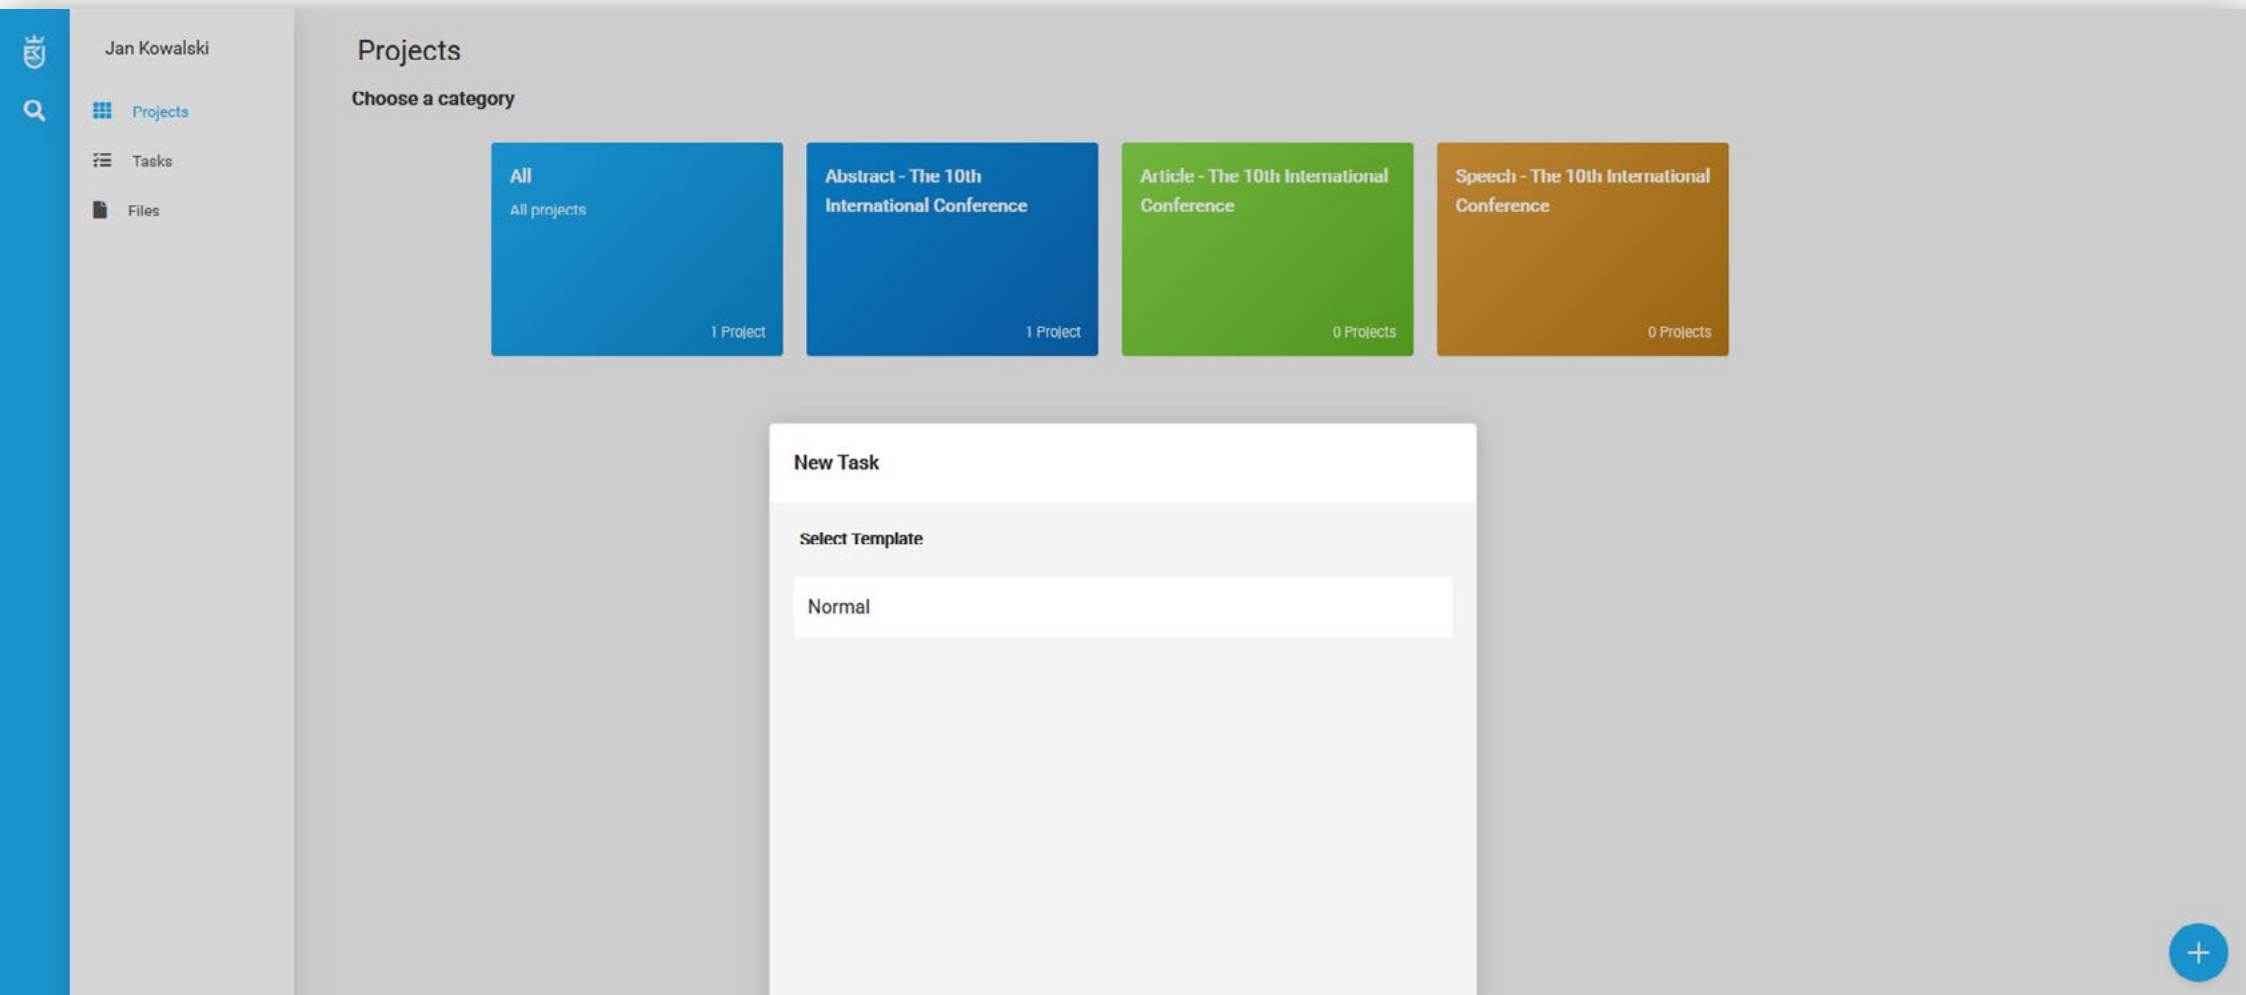 Jan Kowalski
Projects
Tasks
Files
Projects
Choose a category
All
All projects
1 Project
Abstract - The 10th
International Conference
1 Project
Article - The 10th International
Conference
0 Projects
Speech - The 10th International
Conference
0 Projects
New Task
Select Template
Normal